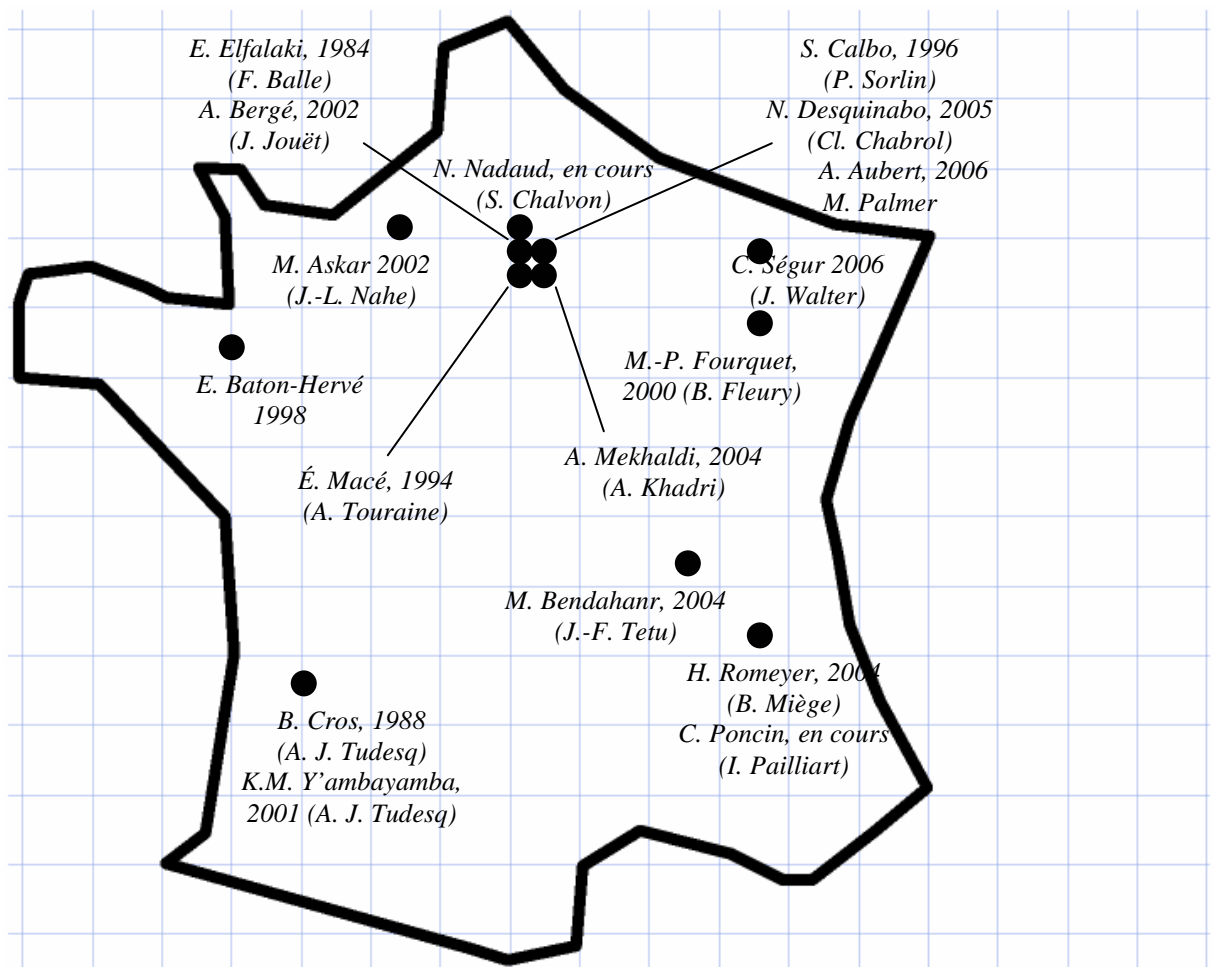 E. Elfalaki, 1984
(F. Balle)
A. Bergé, 2002
(J. Jouët)
S. Calbo, 1996
(P. Sorlin)
N. Desquinabo, 2005
(Cl. Chabrol)
A. Aubert, 2006
M. Palmer
N. Nadaud, en cours
(S. Chalvon)
M. Askar 2002
(J.-L. Nahe)
C. Ségur 2006
(J. Walter)
E. Baton-Hervé
1998
M.-P. Fourquet,
2000 (B. Fleury)
É. Macé, 1994
(A. Touraine)
A. Mekhaldi, 2004
(A. Khadri)
M. Bendahanr, 2004
(J.-F. Tetu)
H. Romeyer, 2004
(B. Miège)
C. Poncin, en cours
(I. Pailliart)
B. Cros, 1988
(A. J. Tudesq)
K.M. Y’ambayamba,
2001 (A. J. Tudesq)